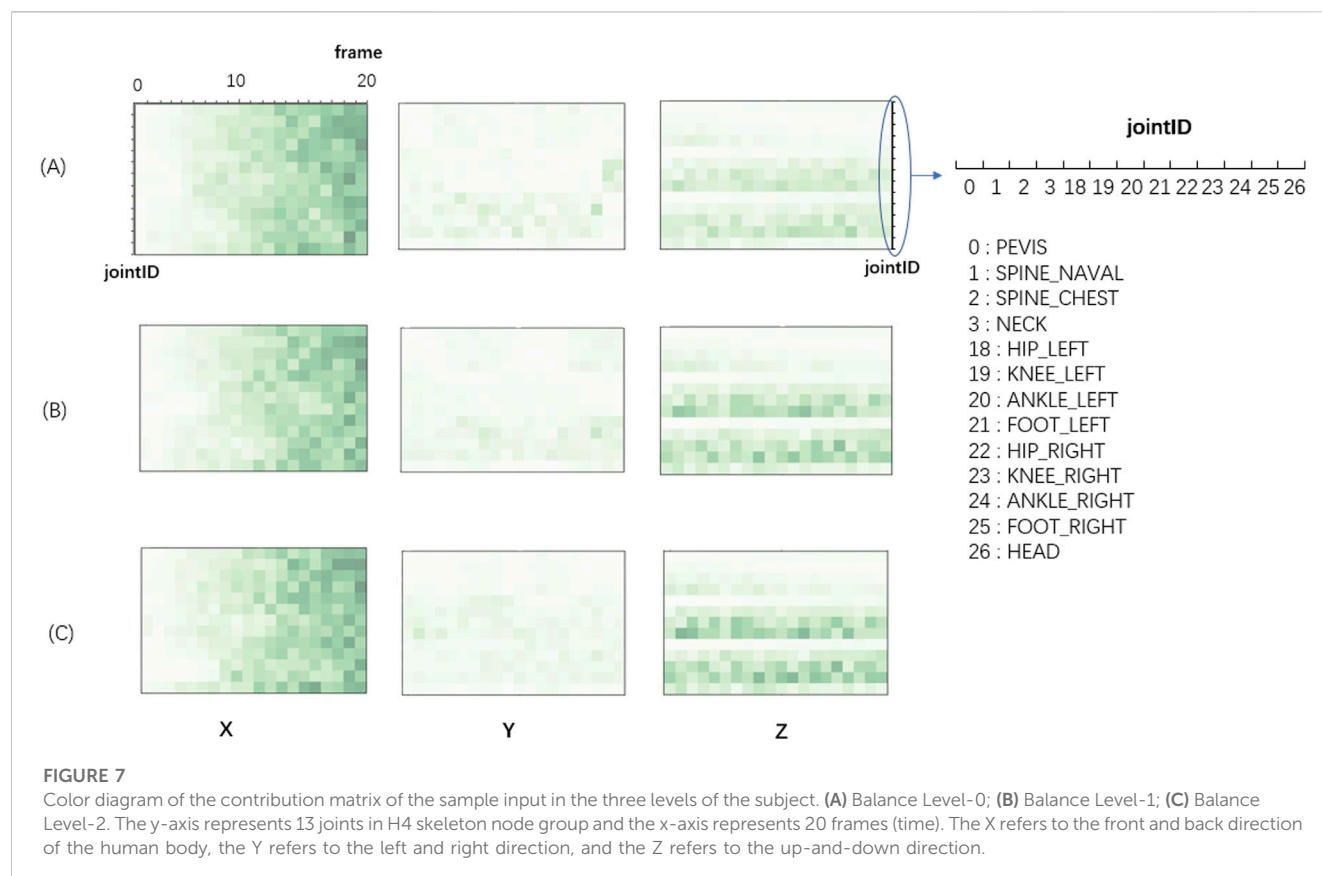 frame
0 10 20
(A)
jointID
jointID
jointID
0 1 2 3 18 19 20 21 22 23 24 25 26
0 : PEVIS
1 : SPINE_NAVAL
2 : SPINE_CHEST
3 : NECK
18 : HIP_LEFT
19 : KNEE_LEFT
20 : ANKLE_LEFT
21 : FOOT_LEFT
22 : HIP_RIGHT
23 : KNEE_RIGHT
24 : ANKLE_RIGHT
25 : FOOT_RIGHT
26 : HEAD
(B)
(C)
X Y Z
FIGURE 7
Color diagram of the contribution matrix of the sample input in the three levels of the subject. (A) Balance Level-0; (B) Balance Level-1; (C) Balance
Level-2. The y-axis represents 13 joints in H4 skeleton node group and the x-axis represents 20 frames (time). The X refers to the front and back direction
of the human body, the Y refers to the left and right direction, and the Z refers to the up-and-down direction.